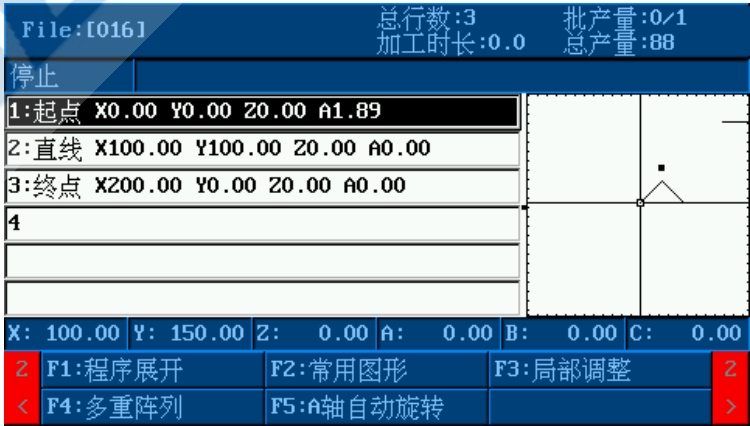 File:[016]
总行数:3
批产量:0/1
加工时长:0.0
总产量:88
停止
1:起点 X0.00 Y0.00 Z0.00 A1.89
2:直线 X100.00 Y100.00 Z0.00 A0.00
3:终点 X200.00 Y0.00 Z0.00 A0.00
4
X: 100.00 Y: 150.00 Z: 0.00 A: 0.00 B: 0.00 C: 0.00
2 F1:程序展开 F2:常用图形 F3:局部调整 2
< F4:多重阵列 F5:A轴自动旋转 >